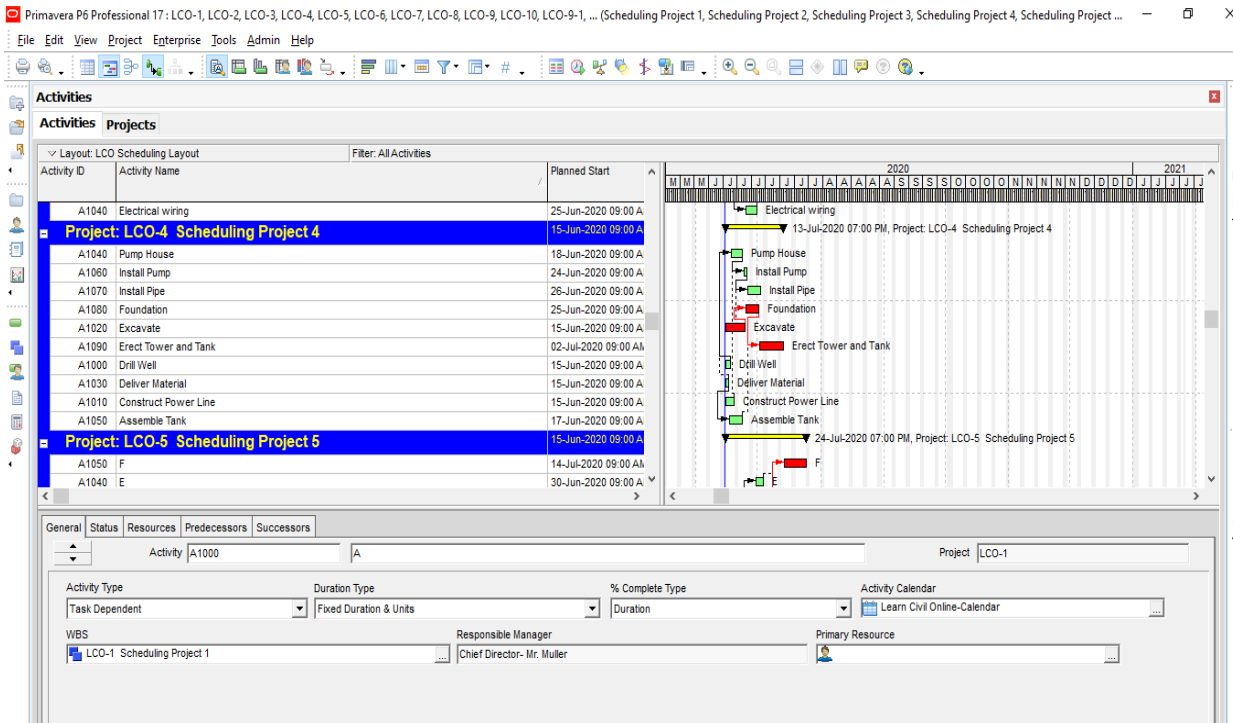 Primavera P6 Professional 17 : LCO-1, LCO-2, LCO-3, LCO-4, LCO-5, LCO-6, LCO-7, LCO-8, LCO-9, LCO-10, LCO-9-1, ... (Scheduling Project 1, Scheduling Project 2, Scheduling Project 3, Scheduling Project 4, Scheduling Project ...
File Edit View Project Enterprise Tools Admin Help
Activities
Activities Projects
Layout: LCO Scheduling Layout Filter: All Activities
Activity ID Activity Name Planned Start 2020 2021
M M M J J J J J J J J A A A A A S S S S O O O O N N N N N D D D D J J J J J
A1040 Electrical wiring 25-Jun-2020 09:00 A Electrical wiring
Project: LCO-4 Scheduling Project 4 15-Jun-2020 09:00 A 13-Jul-2020 07:00 PM, Project: LCO-4 Scheduling Project 4
A1040 Pump House 18-Jun-2020 09:00 A Pump House
A1060 Install Pump 24-Jun-2020 09:00 A Install Pump
A1070 Install Pipe 26-Jun-2020 09:00 A Install Pipe
A1080 Foundation 25-Jun-2020 09:00 A Foundation
A1020 Excavate 15-Jun-2020 09:00 A Excavate
A1090 Erect Tower and Tank 02-Jul-2020 09:00 AM Erect Tower and Tank
A1000 Drill Well 15-Jun-2020 09:00 A Drill Well
A1030 Deliver Material 15-Jun-2020 09:00 A Deliver Material
A1010 Construct Power Line 15-Jun-2020 09:00 A Construct Power Line
A1050 Assemble Tank 17-Jun-2020 09:00 A Assemble Tank
Project: LCO-5 Scheduling Project 5 15-Jun-2020 09:00 A 24-Jul-2020 07:00 PM, Project: LCO-5 Scheduling Project 5
A1050 F 14-Jul-2020 09:00 AM F
A1040 E 30-Jun-2020 09:00 A E
General Status Resources Predecessors Successors
Activity A1000 A Project LCO-1
Activity Type Duration Type % Complete Type Activity Calendar
Task Dependent Fixed Duration & Units Duration Learn Civil Online-Calendar ...
WBS Responsible Manager Primary Resource
LCO-1 Scheduling Project 1 ... Chief Director- Mr. Muller ...